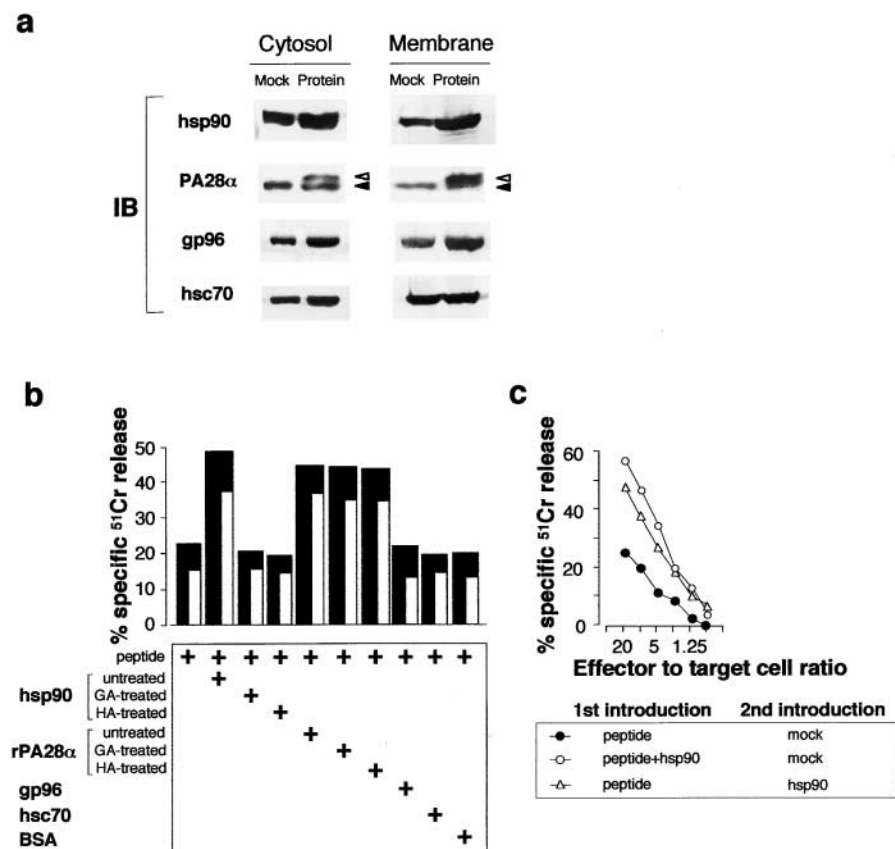 a
Cytosol Membrane
Mock Protein Mock Protein
IB
hsp90
PA28α
gp96
hsc70
b
% specific ⁵¹Cr release
50
40
30
20
10
0
peptide + + + + + + + + + +
hsp90
untreated +
GA-treated +
HA-treated +
rPA28α
untreated +
GA-treated +
HA-treated +
gp96 +
hsc70 +
BSA +
c
% specific ⁵¹Cr release
60
40
20
0
20 5 1.25
Effector to target cell ratio
1st introduction 2nd introduction
peptide mock
peptide+hsp90 mock
peptide hsp90